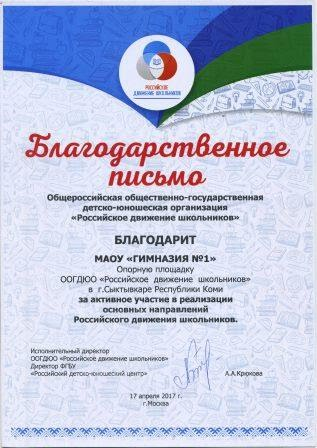 РОССИЙСКОЕ
ДВИЖЕНИЕ ШКОЛЬНИКОВ
Благодарственное
письмо
Общероссийская общественно-государственная
детско-юношеская организация
«Российское движение школьников»
БЛАГОДАРИТ
МАОУ «ГИМНАЗИЯ №1»
Опорную площадку
ООГДЮО «Российское движение школьников»
в г.Сыктывкаре Республики Коми
за активное участие в реализации
основных направлений
Российского движения школьников.
Исполнительный директор
ООГДЮО «Российское движение школьников»
Директор ФГБУ
«Российский детско-юношеский центр»
А.А.Крюкова
17 апреля 2017 г.
г.Москва